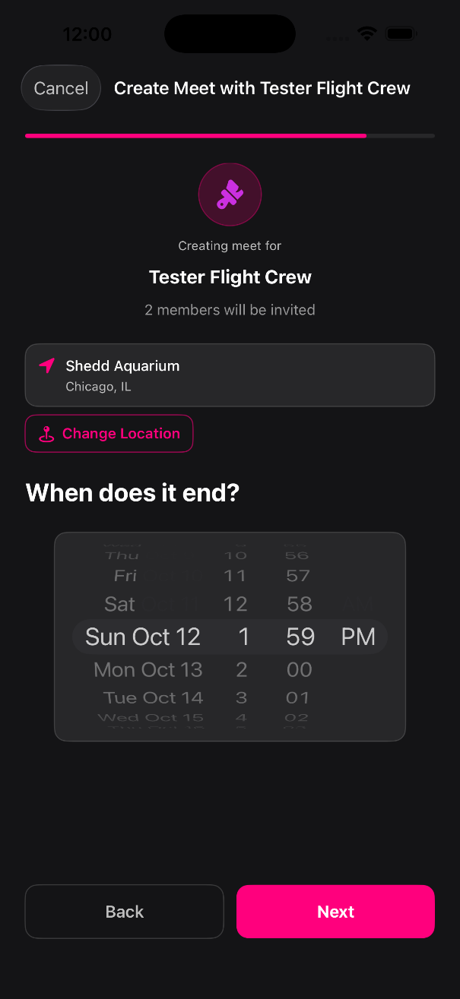 12:00
Cancel
Create Meet with Tester Flight Crew
Creating meet for
Tester Flight Crew
2 members will be invited
Shedd Aquarium
Chicago, IL
Change Location
When does it end?
Thu 10 56
Fri 11 57
Sat 12 58
Sun Oct 12 1 59 PM
Mon Oct 13 2 00
Tue Oct 14 3 01
Wed Oct 15 4 02
Back
Next